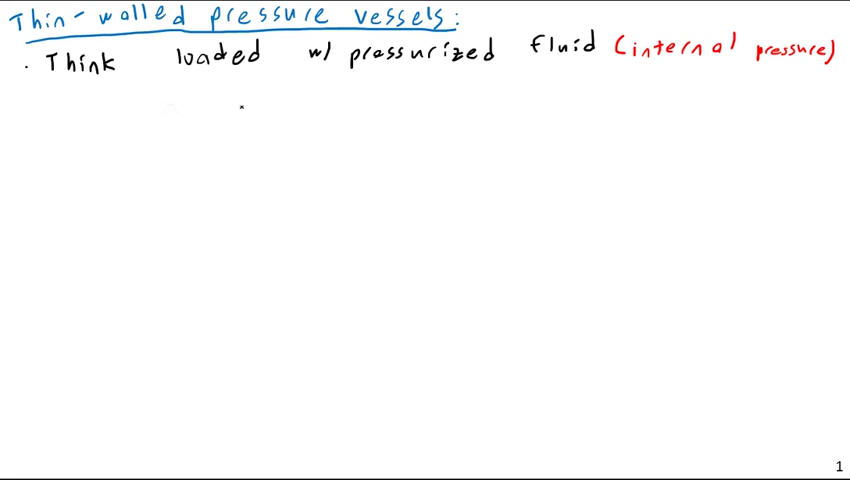 Thin-walled pressure vessels:
· Think loaded w/ pressurized fluid (internal pressure)
1